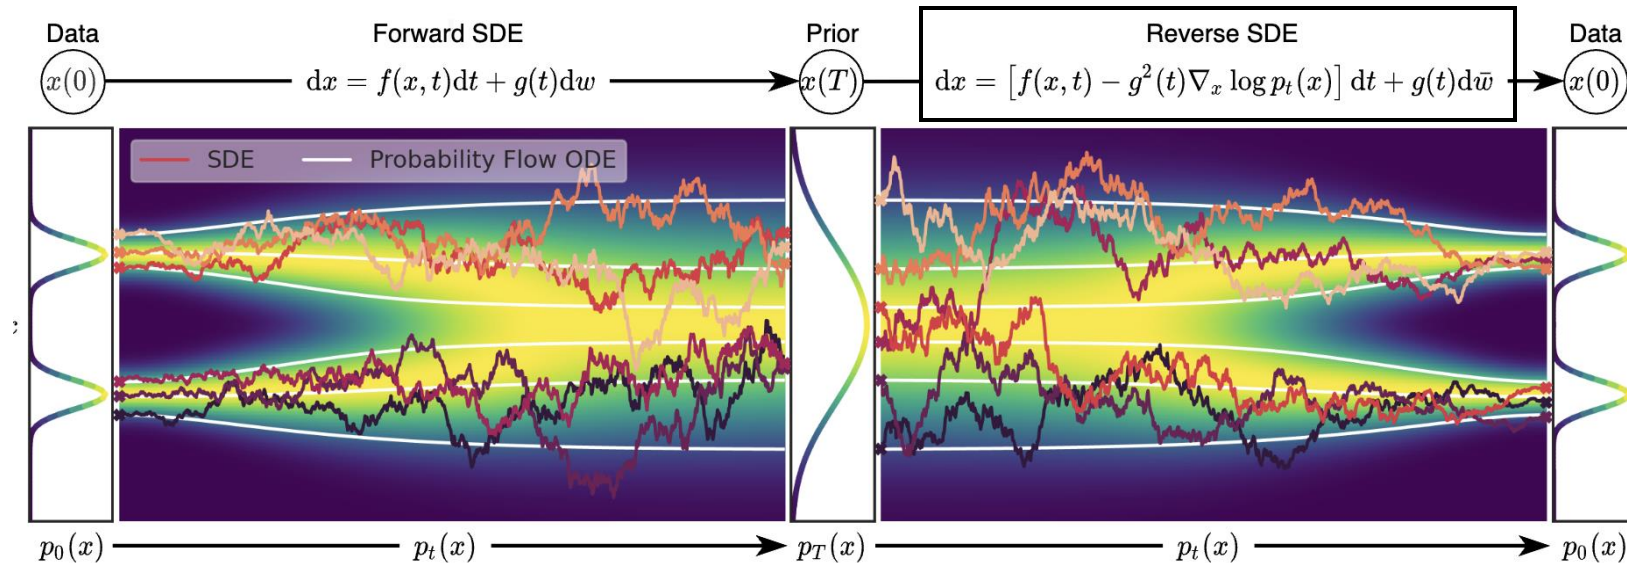 Data Forward SDE Prior Reverse SDE Data
x(0) dx = f(x, t)dt + g(t)dw x(T) dx = [f(x, t) − g²(t)∇ₓ log pₜ(x)] dt + g(t)dw̄ x(0)
SDE Probability Flow ODE
p₀(x) pₜ(x) p_T(x) pₜ(x) p₀(x)